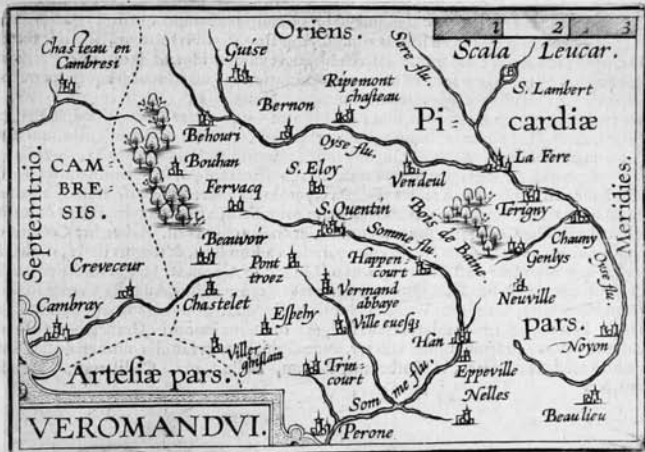 Oriens.
1 2 3
Scala Leucar.
Chasteau en
Cambresi
Guise
Sere flu.
S. Lambert
Ripemont
chasteau
Bernon
Behouri
Pi-
cardiæ
Oyse flu.
Septemtrio.
CAM-
BRE
SIS.
Bouhan
S. Eloy
Vendeul
La Fere
Meridies.
Fervacq
Terigny
S. Quentin
Bois de Baine
Chauny
Somme flu.
Genlys
Beauvoir
Pont
troez
Happen
court
Oyse flu.
Creveceur
Vermand
abbaye
Neuville
Cambray
Chastelet
Espehy
Ville euesqs
Han
pars.
Noyon
Viller
ghislain
Eppeville
Artesiæ pars.
Trin-
court
Somme flu.
Nelles
Beaulieu
VEROMANDVI.
Perone